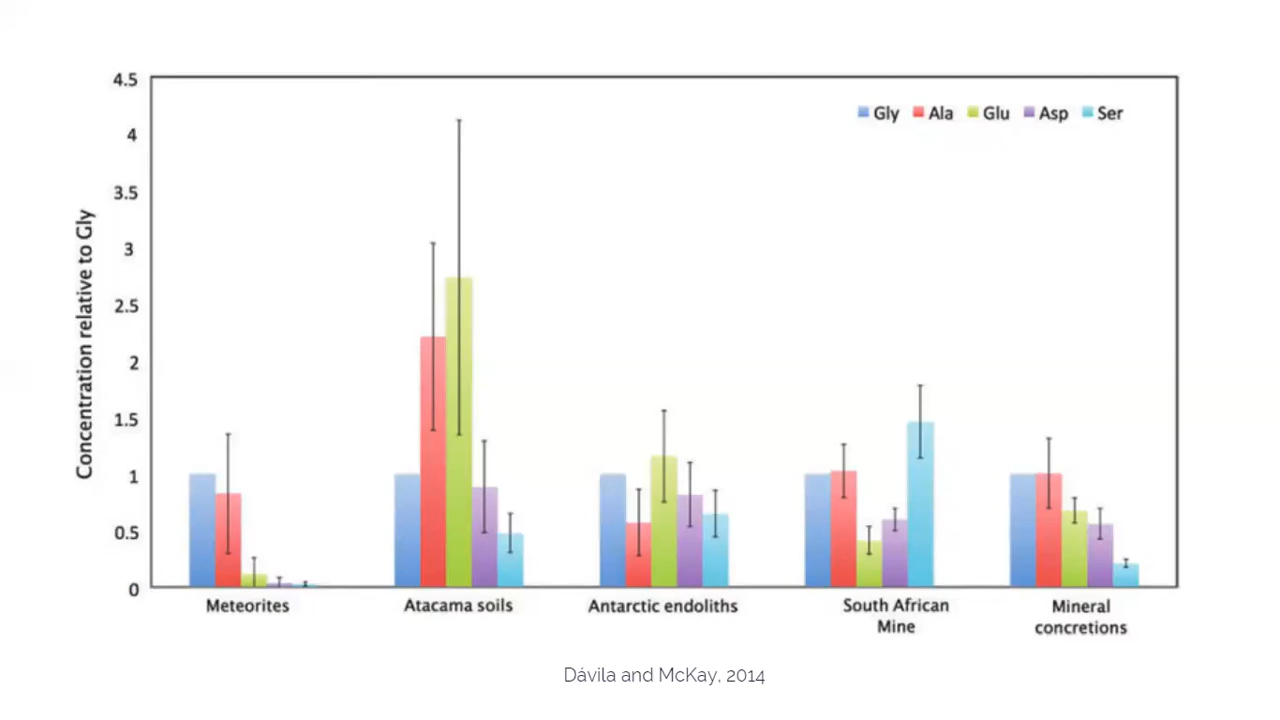 4.5
4
3.5
3
2.5
2
1.5
1
0.5
0
Concentration relative to Gly
Gly Ala Glu Asp Ser
Meteorites
Atacama soils
Antarctic endoliths
South African
Mine
Mineral
concretions
Dávila and McKay, 2014